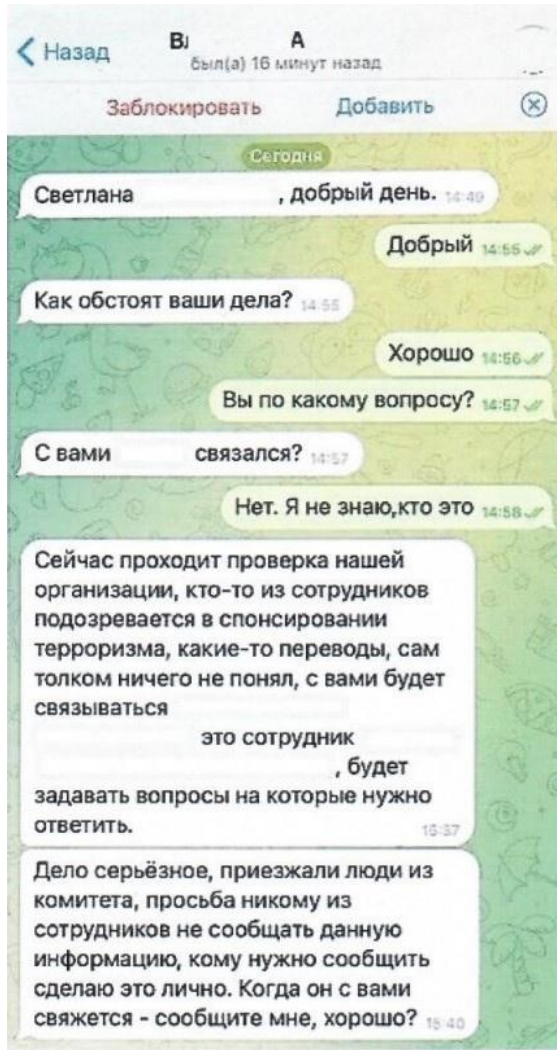 Назад
В А
был(а) 16 минут назад
Заблокировать Добавить
Сегодня
Светлана , добрый день. 14:49
Добрый 14:55
Как обстоят ваши дела? 14:55
Хорошо 14:56
Вы по какому вопросу? 14:57
С вами связался? 14:57
Нет. Я не знаю,кто это 14:58
Сейчас проходит проверка нашей
организации, кто-то из сотрудников
подозревается в спонсировании
терроризма, какие-то переводы, сам
толком ничего не понял, с вами будет
связываться
это сотрудник
, будет
задавать вопросы на которые нужно
ответить. 15:37
Дело серьёзное, приезжали люди из
комитета, просьба никому из
сотрудников не сообщать данную
информацию, кому нужно сообщить
сделаю это лично. Когда он с вами
свяжется - сообщите мне, хорошо? 15:40